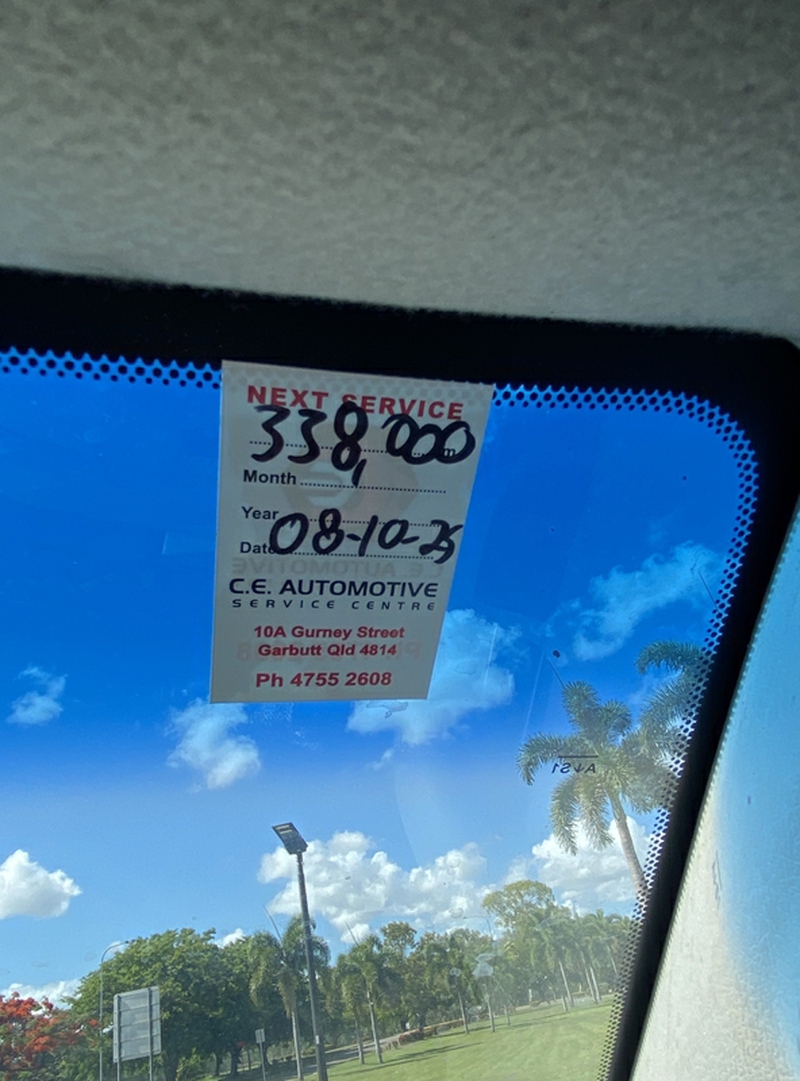 NEXT SERVICE
338,000
Month
Year
Date
08-10-25
C.E. AUTOMOTIVE
SERVICE CENTRE
10A Gurney Street
Garbutt Qld 4814
Ph 4755 2608